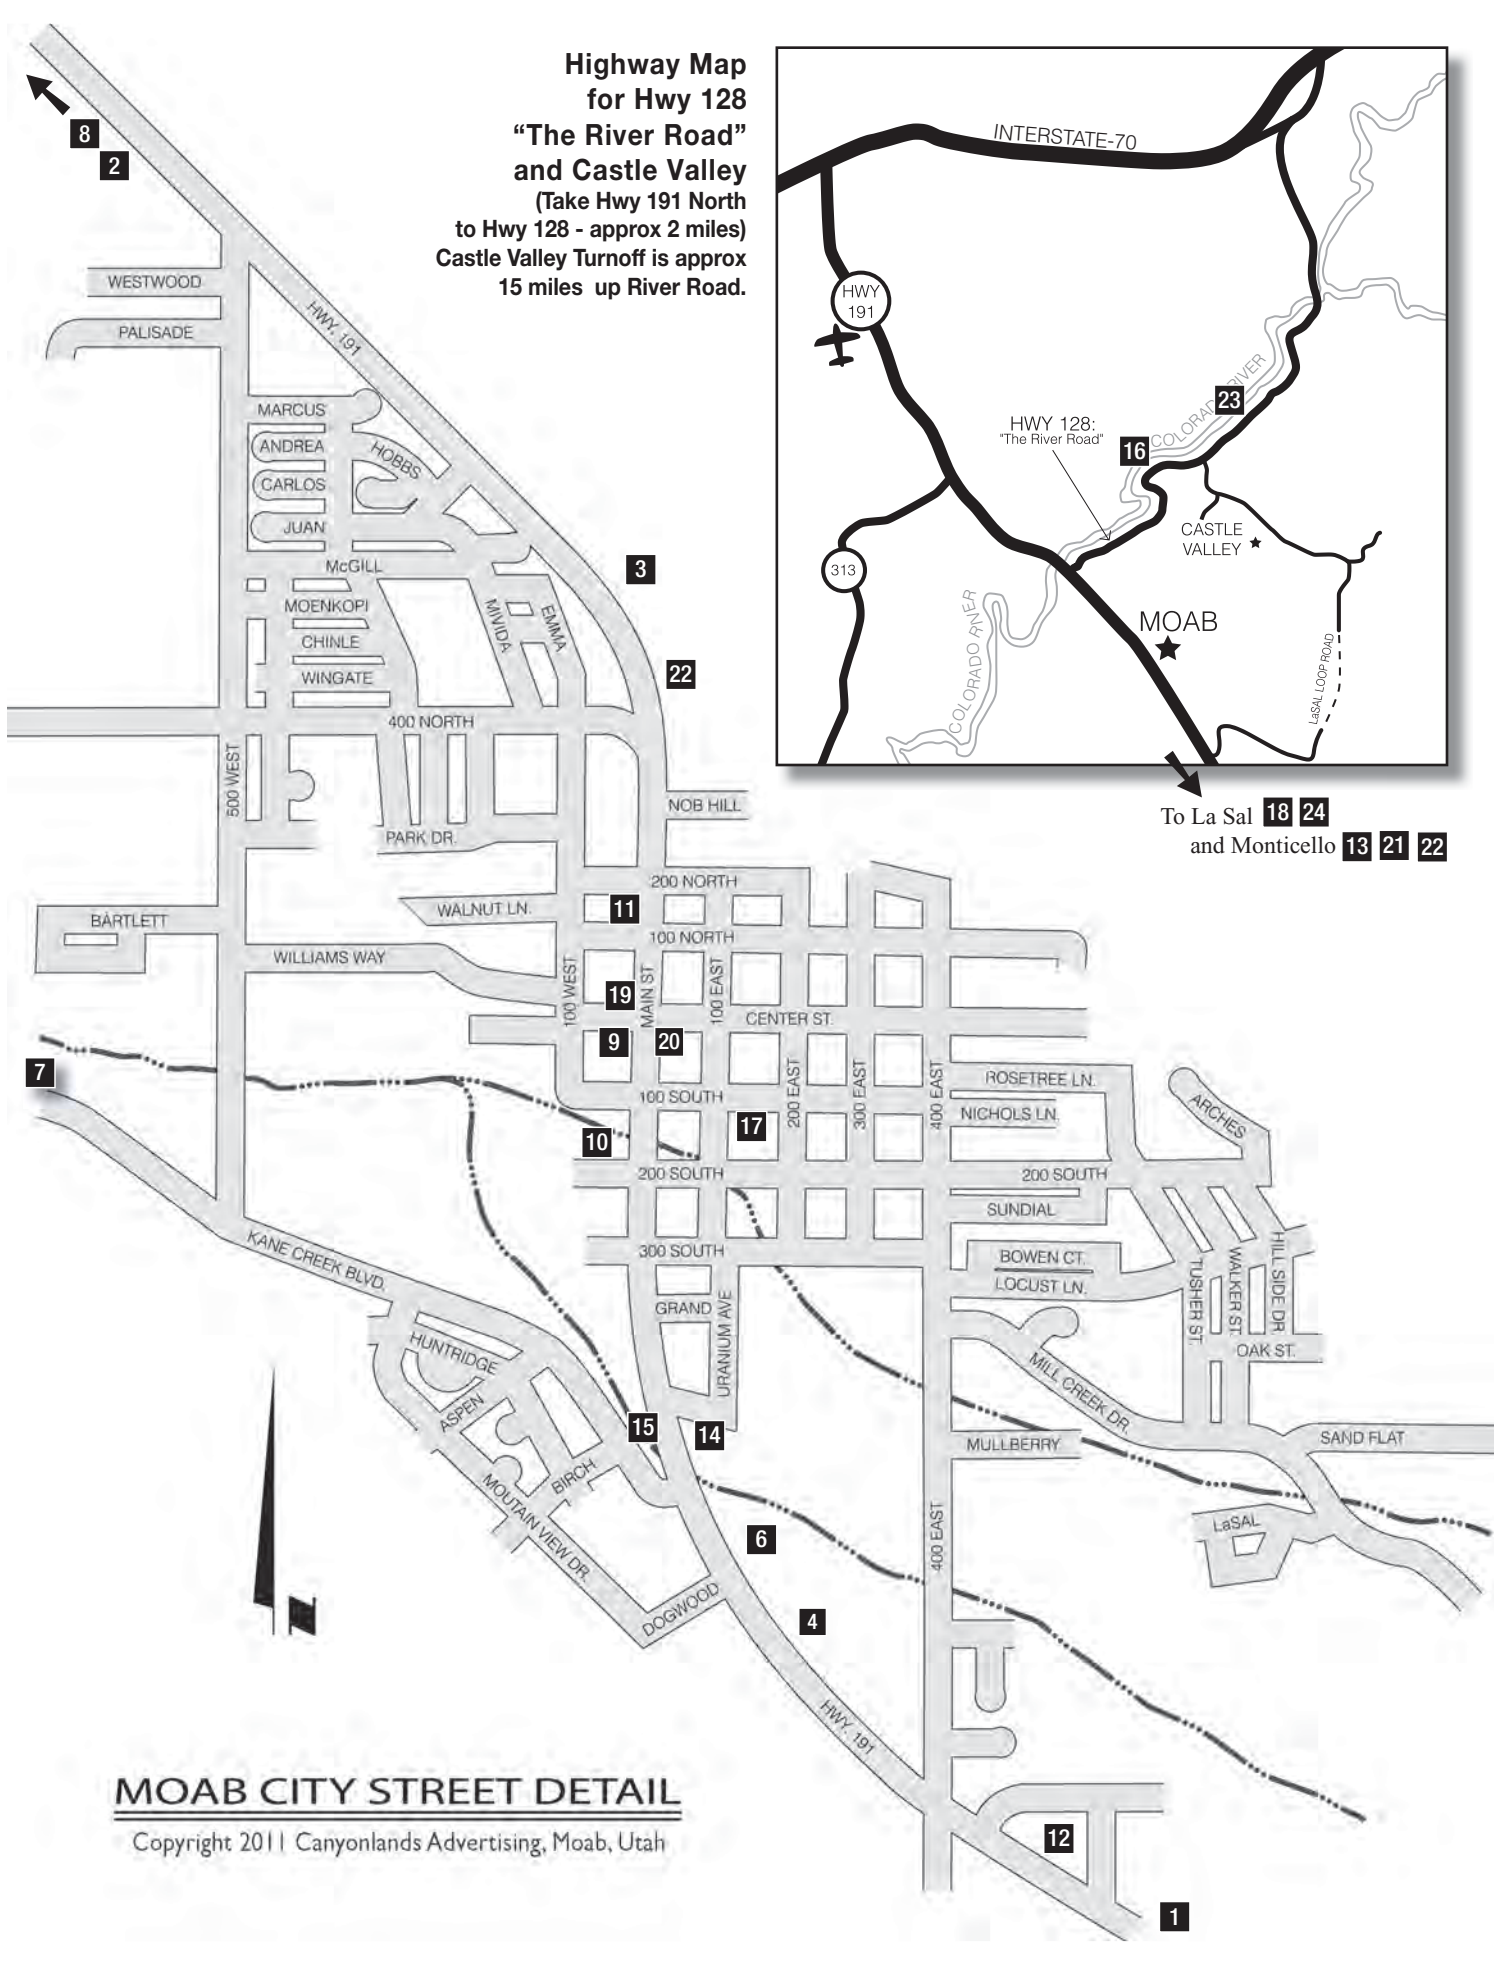 Highway Map
for Hwy 128
“The River Road”
and Castle Valley
(Take Hwy 191 North
to Hwy 128 - approx 2 miles)
Castle Valley Turnoff is approx
15 miles up River Road.
INTERSTATE-70
HWY
191
COLORADO RIVER
23
HWY 128:
"The River Road"
16
CASTLE
VALLEY
313
MOAB
COLORADO RIVER
LaSAL LOOP ROAD
To La Sal 18 24
and Monticello 13 21 22
8
2
WESTWOOD
PALISADE
HWY. 191
MARCUS
ANDREA
HOBBS
CARLOS
JUAN
McGILL
3
MOENKOPI
MIVIDA
EMMA
CHINLE
WINGATE
22
400 NORTH
500 WEST
NOB HILL
PARK DR.
200 NORTH
WALNUT LN.
11
BARTLETT
100 NORTH
WILLIAMS WAY
100 WEST
19
MAIN ST
100 EAST
CENTER ST.
9
20
7
200 EAST
300 EAST
400 EAST
ROSETREE LN.
100 SOUTH
NICHOLS LN.
ARCHES
17
10
200 SOUTH
200 SOUTH
SUNDIAL
KANE CREEK BLVD.
300 SOUTH
BOWEN CT.
LOCUST LN.
TUSHER ST.
WALKER ST.
HILL SIDE DR
GRAND
URANIUM AVE
HUNTRIDGE
OAK ST.
MILL CREEK DR.
ASPEN
15
14
MULLBERRY
SAND FLAT
BIRCH
MOUTAIN VIEW DR.
6
400 EAST
LaSAL
DOGWOOD
4
HWY. 191
MOAB CITY STREET DETAIL
Copyright 2011 Canyonlands Advertising, Moab, Utah
12
1